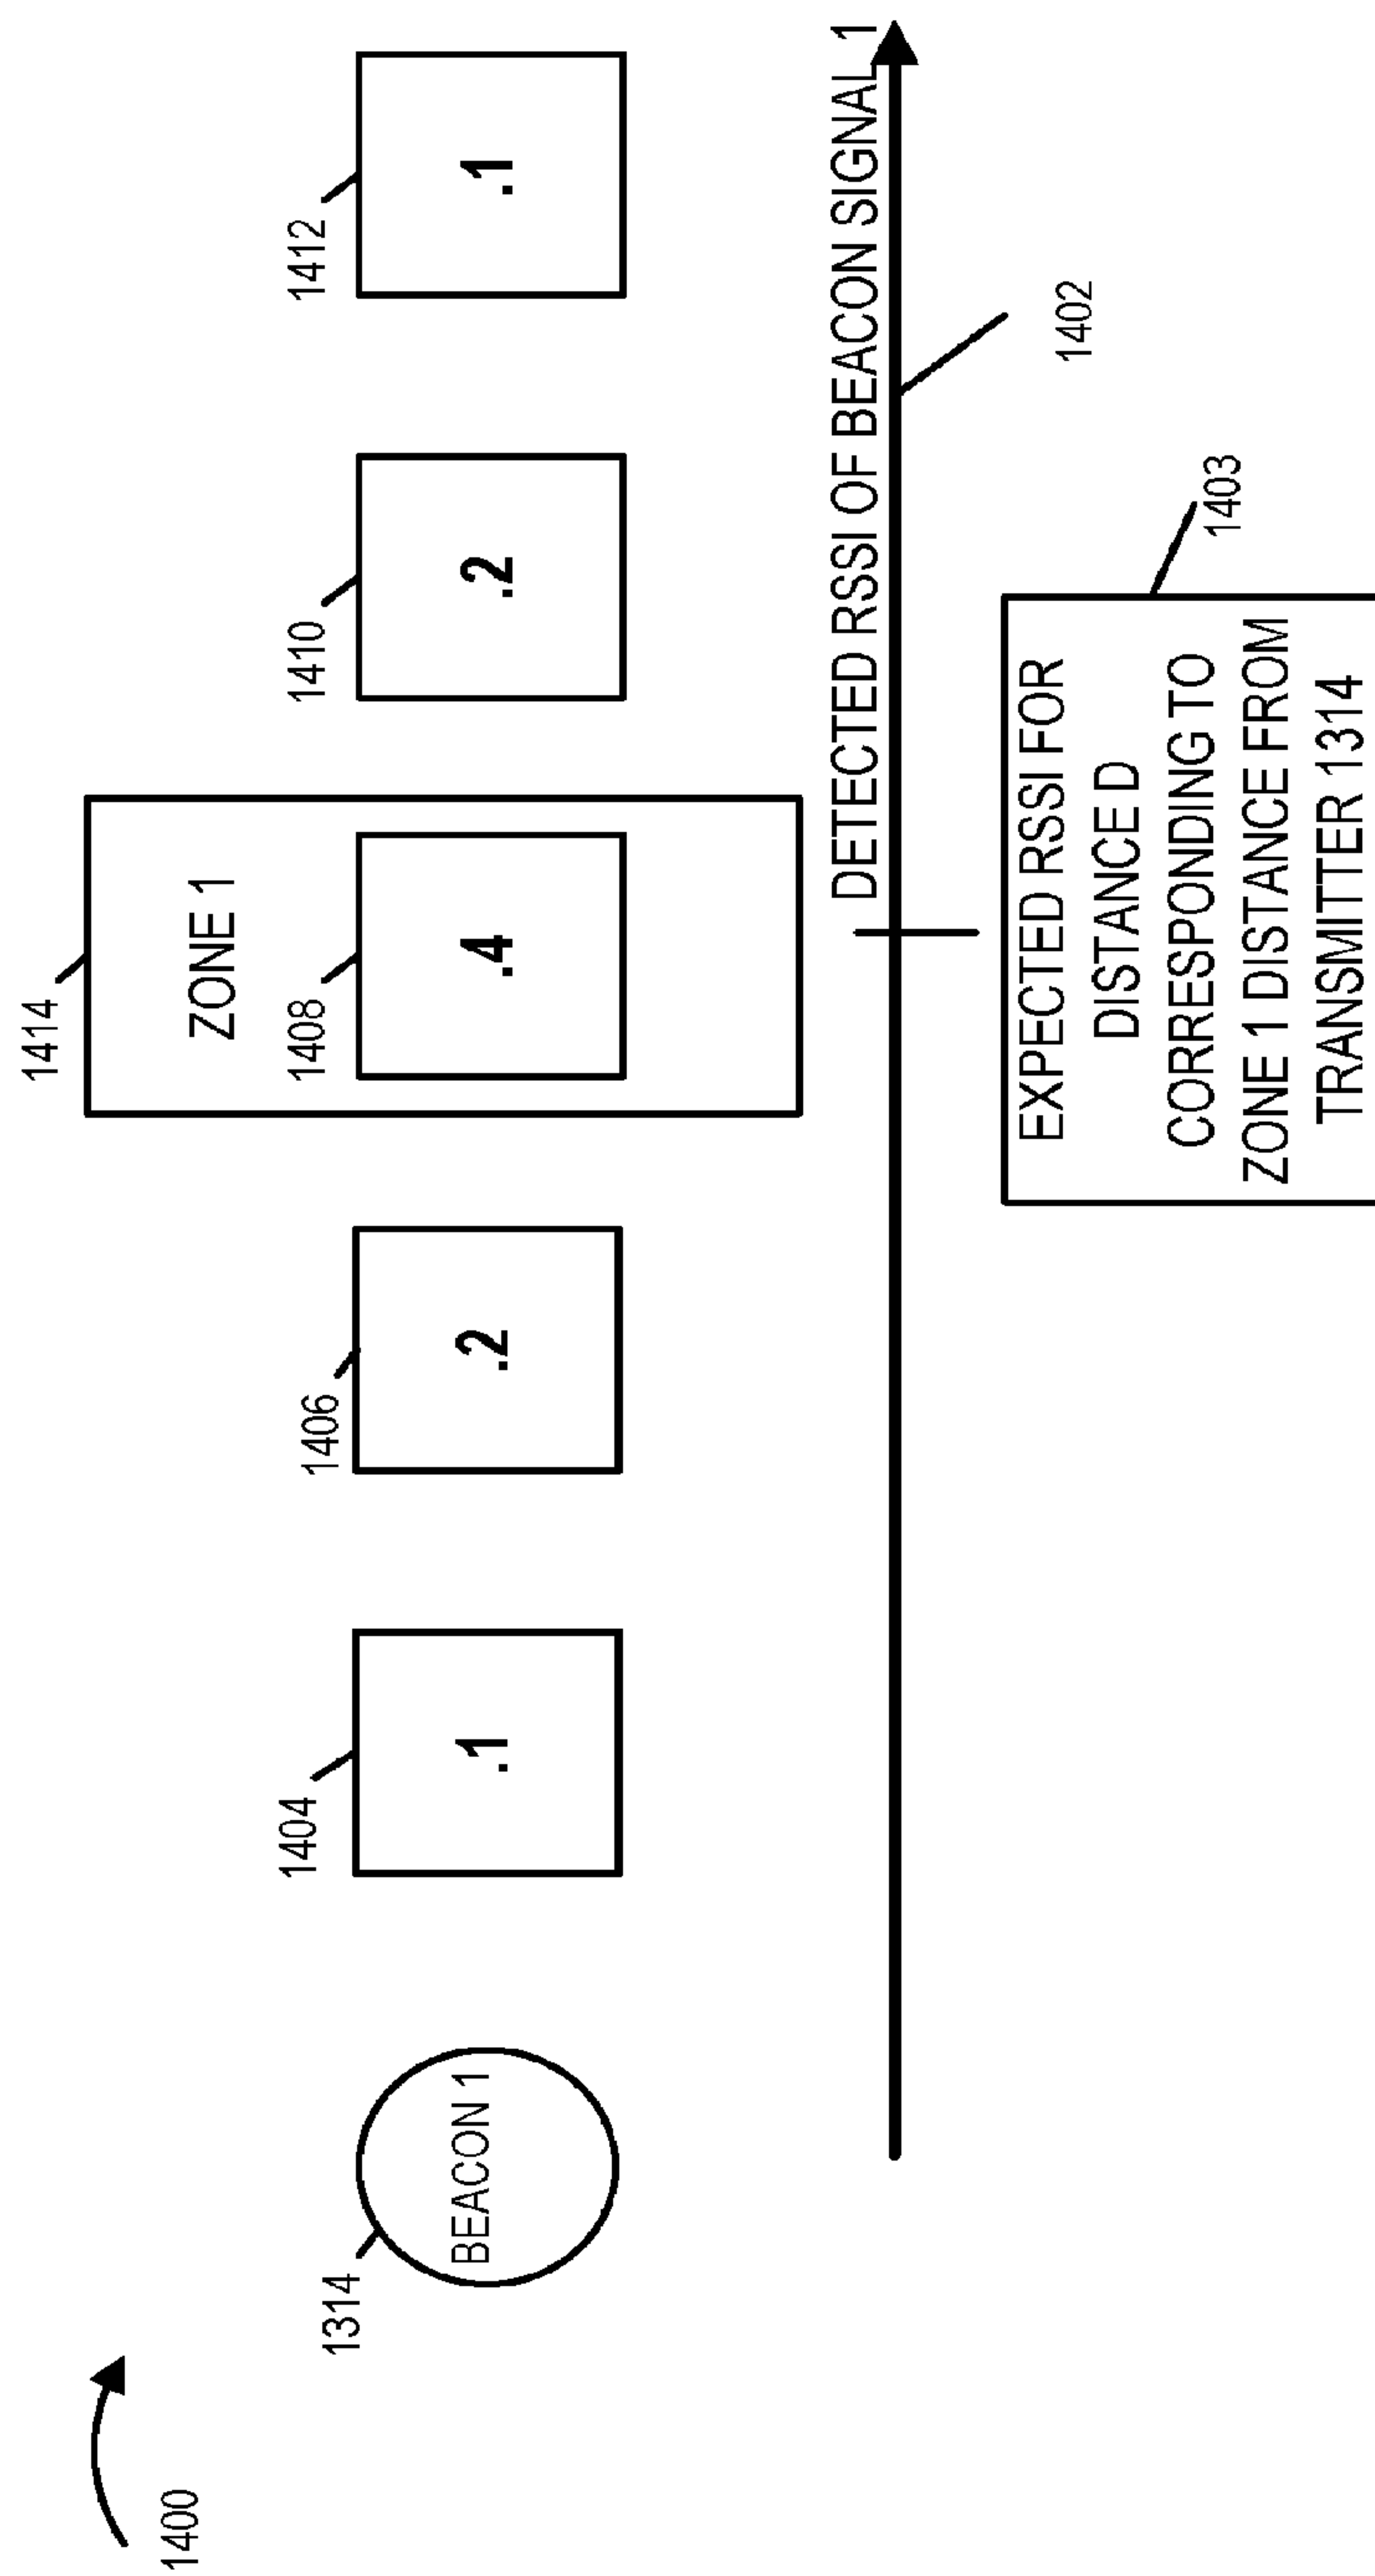 1400
1314
BEACON 1
1404
.1
1406
.2
1414
ZONE 1
1408
.4
1410
.2
1412
.1
DETECTED RSSI OF BEACON SIGNAL 1
1402
1403
EXPECTED RSSI FOR
DISTANCE D
CORRESPONDING TO
ZONE 1 DISTANCE FROM
TRANSMITTER 1314